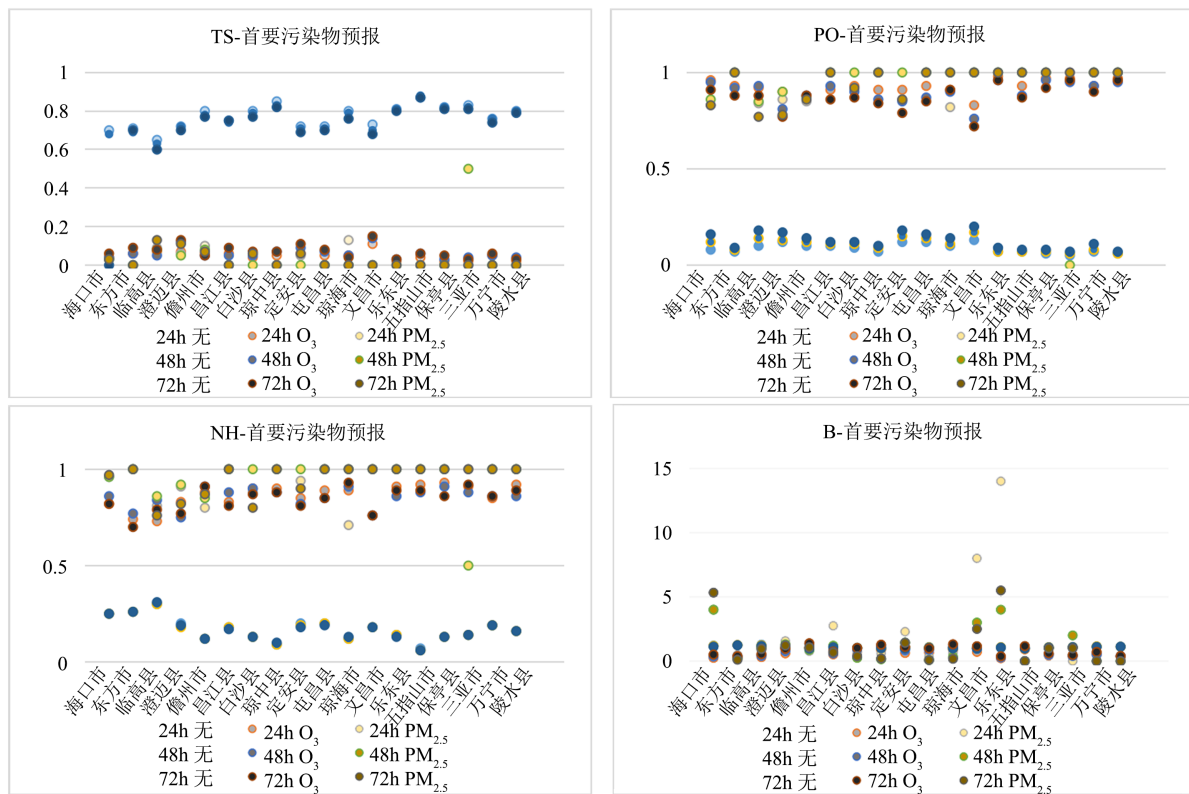 TS-首要污染物预报
1
0.8
0.6
0.4
0.2
0
海口市 东方市 临高县 澄迈县 儋州市 昌江县 白沙县 琼中县 定安县 屯昌县 琼海市 文昌市 乐东县 五指山市 保亭县 三亚市 万宁市 陵水县
24h 无 24h O₃ 24h PM₂.₅
48h 无 48h O₃ 48h PM₂.₅
72h 无 72h O₃ 72h PM₂.₅
PO-首要污染物预报
1
0.5
0
海口市 东方市 临高县 澄迈县 儋州市 昌江县 白沙县 琼中县 定安县 屯昌县 琼海市 文昌市 乐东县 五指山市 保亭县 三亚市 万宁市 陵水县
24h 无 24h O₃ 24h PM₂.₅
48h 无 48h O₃ 48h PM₂.₅
72h 无 72h O₃ 72h PM₂.₅
NH-首要污染物预报
1
0.5
0
海口市 东方市 临高县 澄迈县 儋州市 昌江县 白沙县 琼中县 定安县 屯昌县 琼海市 文昌市 乐东县 五指山市 保亭县 三亚市 万宁市 陵水县
24h 无 24h O₃ 24h PM₂.₅
48h 无 48h O₃ 48h PM₂.₅
72h 无 72h O₃ 72h PM₂.₅
B-首要污染物预报
15
10
5
0
海口市 东方市 临高县 澄迈县 儋州市 昌江县 白沙县 琼中县 定安县 屯昌县 琼海市 文昌市 乐东县 五指山市 保亭县 三亚市 万宁市 陵水县
24h 无 24h O₃ 24h PM₂.₅
48h 无 48h O₃ 48h PM₂.₅
72h 无 72h O₃ 72h PM₂.₅